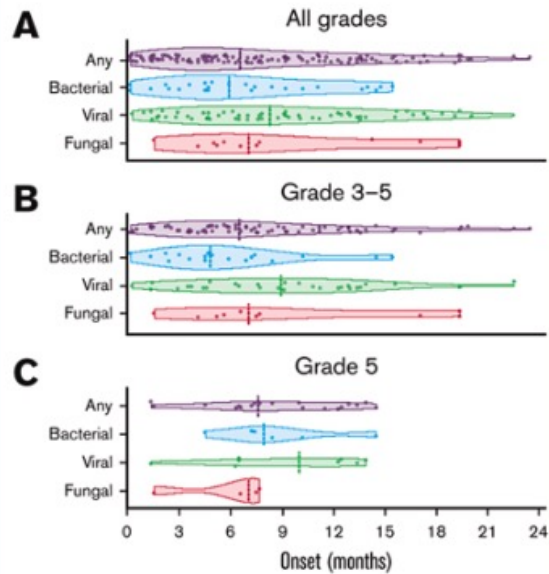 A
All grades
Any
Bacterial
Viral
Fungal
B
Grade 3–5
Any
Bacterial
Viral
Fungal
C
Grade 5
Any
Bacterial
Viral
Fungal
0 3 6 9 12 15 18 21 24
Onset (months)